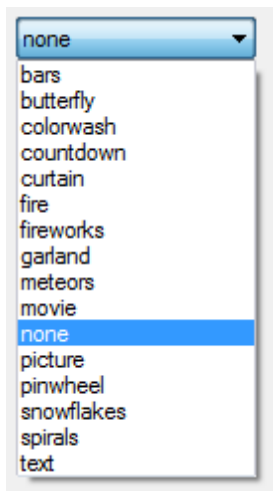 none
bars
butterfly
colorwash
countdown
curtain
fire
fireworks
garland
meteors
movie
none
picture
pinwheel
snowflakes
spirals
text